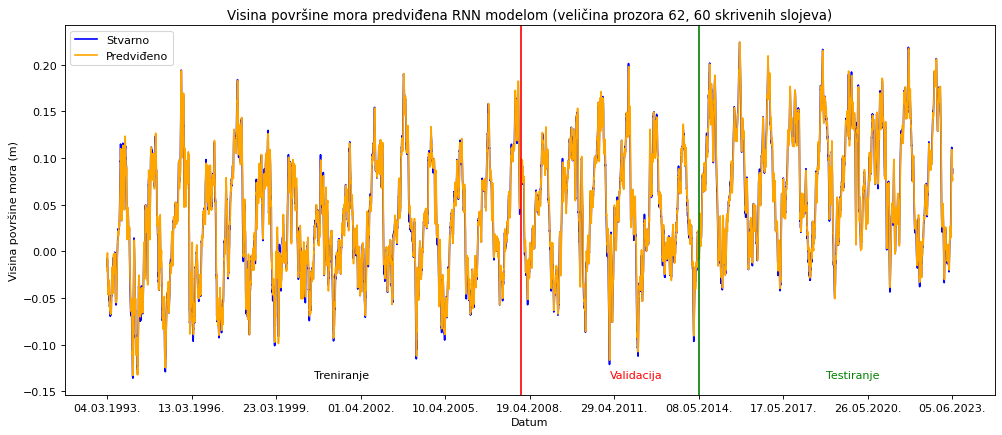 Visina površine mora predviđena RNN modelom (veličina prozora 62, 60 skrivenih slojeva)
Stvarno
Predviđeno
Visina površine mora (m)
0.20
0.15
0.10
0.05
0.00
−0.05
−0.10
−0.15
Treniranje
Validacija
Testiranje
04.03.1993.
13.03.1996.
23.03.1999.
01.04.2002.
10.04.2005.
19.04.2008.
29.04.2011.
08.05.2014.
17.05.2017.
26.05.2020.
05.06.2023.
Datum